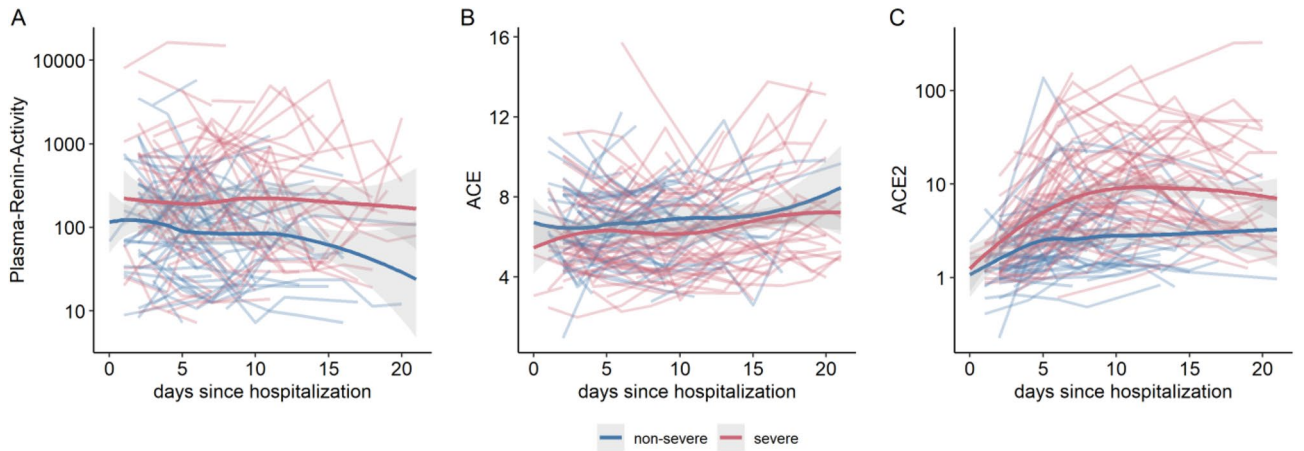 A
Plasma-Renin-Activity
10000
1000
100
10
0 5 10 15 20
days since hospitalization
B
ACE
16
12
8
4
0 5 10 15 20
days since hospitalization
C
ACE2
100
10
1
0 5 10 15 20
days since hospitalization
non-severe severe